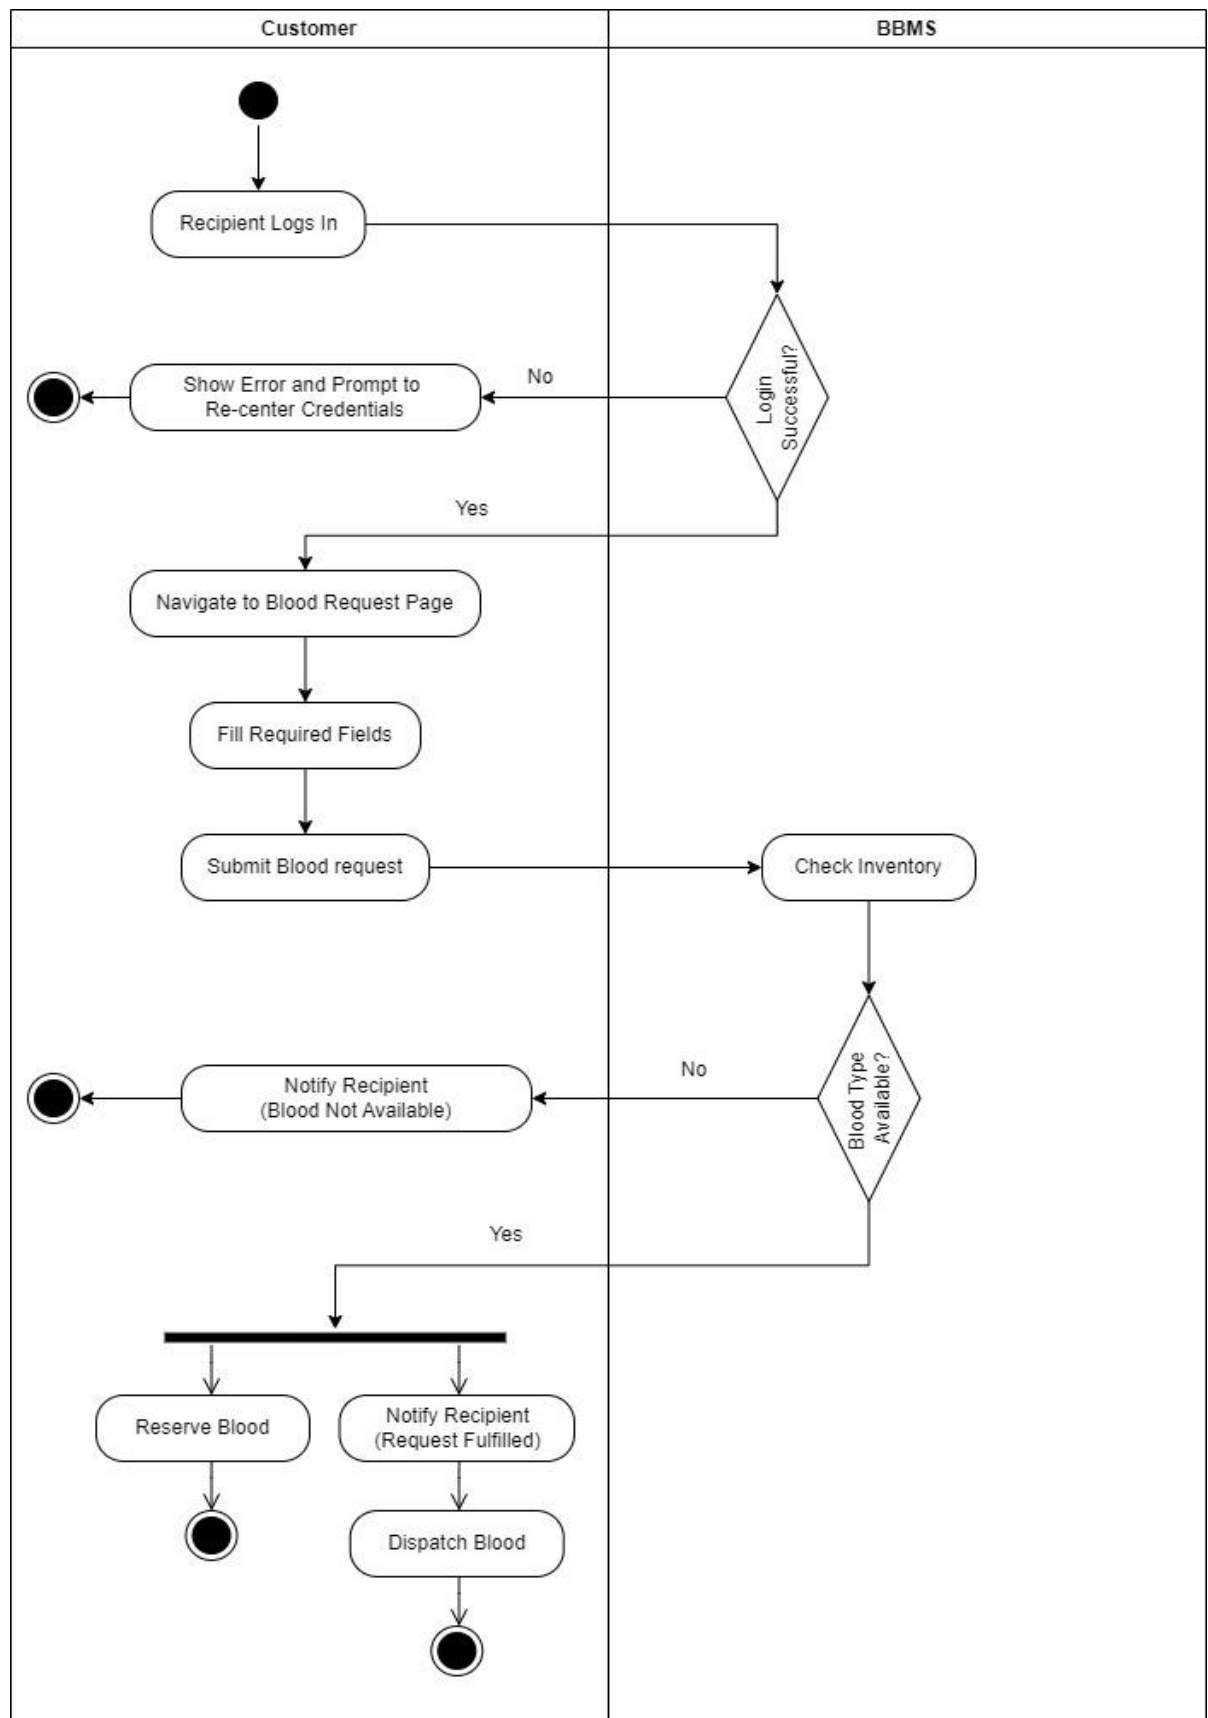 Customer
BBMS
Recipient Logs In
Login
Successful?
No
Show Error and Prompt to
Re-center Credentials
Yes
Navigate to Blood Request Page
Fill Required Fields
Submit Blood request
Check Inventory
Blood Type
Available?
No
Notify Recipient
(Blood Not Available)
Yes
Reserve Blood
Notify Recipient
(Request Fulfilled)
Dispatch Blood